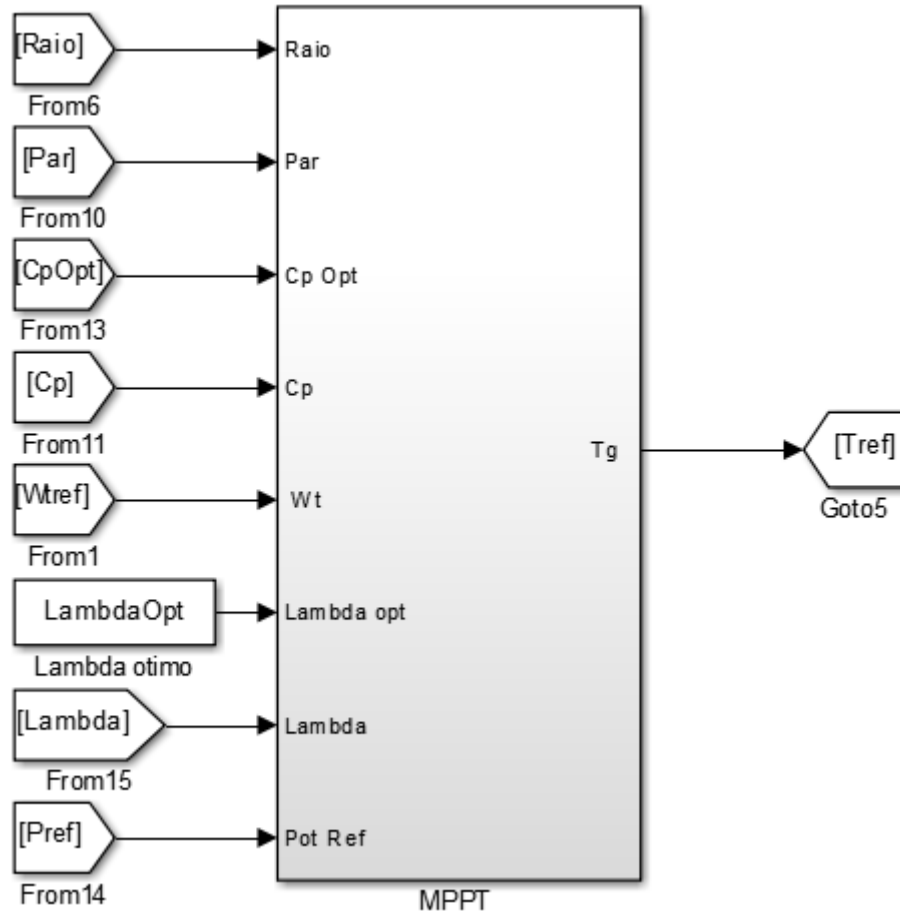 [Raio]
Raio
From6
[Par]
Par
From10
[CpOpt]
Cp Opt
From13
[Cp]
Cp
From11
[Wtref]
Wt
From1
LambdaOpt
Lambda opt
Lambda otimo
[Lambda]
Lambda
From15
[Pref]
Pot Ref
From14
Tg
[Tref]
Goto5
MPPT